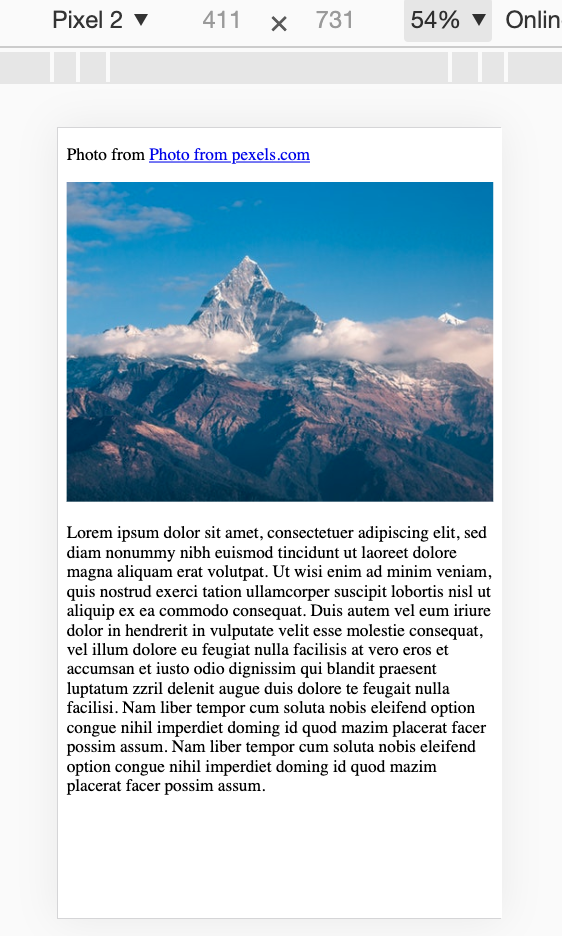 Pixel 2 ▼ 411 × 731 54% ▼ Onlin
Photo from Photo from pexels.com
Lorem ipsum dolor sit amet, consectetuer adipiscing elit, sed
diam nonummy nibh euismod tincidunt ut laoreet dolore
magna aliquam erat volutpat. Ut wisi enim ad minim veniam,
quis nostrud exerci tation ullamcorper suscipit lobortis nisl ut
aliquip ex ea commodo consequat. Duis autem vel eum iriure
dolor in hendrerit in vulputate velit esse molestie consequat,
vel illum dolore eu feugiat nulla facilisis at vero eros et
accumsan et iusto odio dignissim qui blandit praesent
luptatum zzril delenit augue duis dolore te feugait nulla
facilisi. Nam liber tempor cum soluta nobis eleifend option
congue nihil imperdiet doming id quod mazim placerat facer
possim assum. Nam liber tempor cum soluta nobis eleifend
option congue nihil imperdiet doming id quod mazim
placerat facer possim assum.